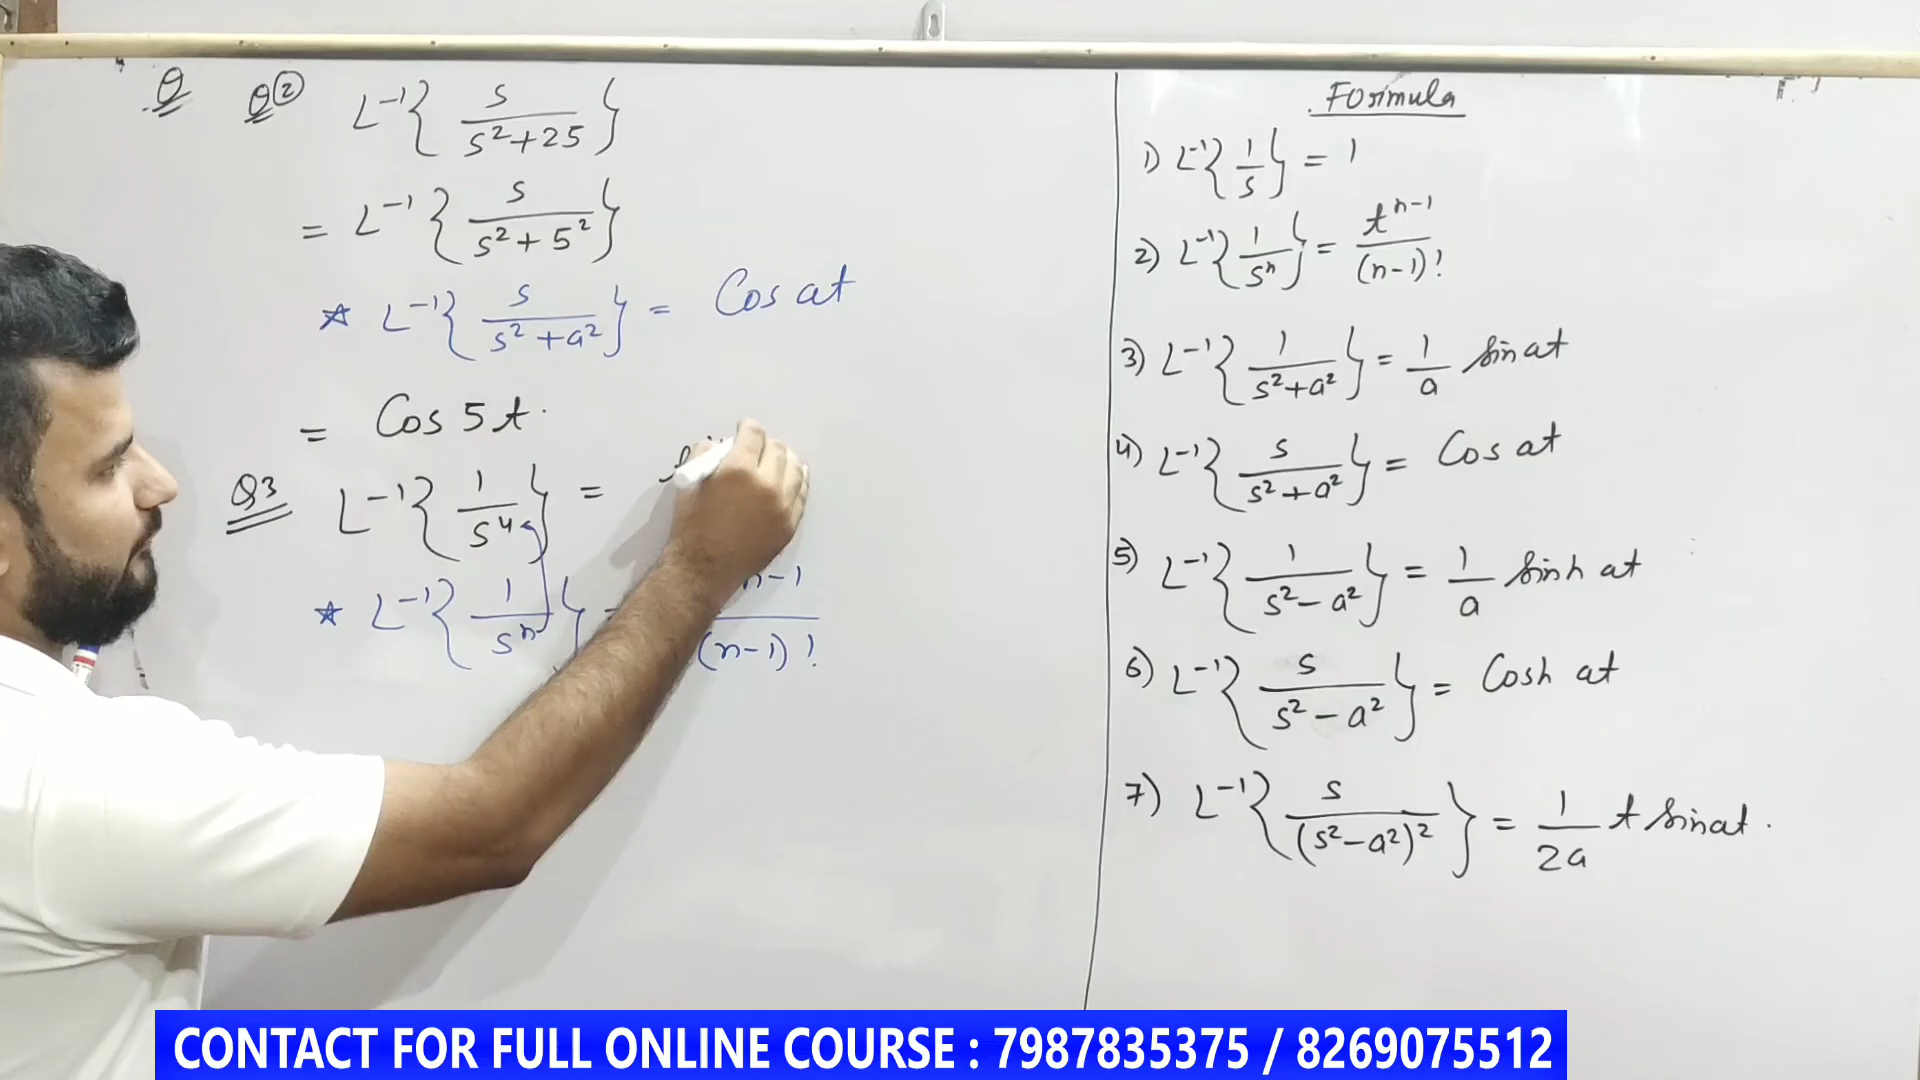 Q Q② L⁻¹{ s / s²+25 }
= L⁻¹{ s / s²+5² }
☆ L⁻¹{ s / s²+a² } = Cos at
= Cos 5t.
Q3 L⁻¹{ 1 / s⁴ } =
☆ L⁻¹{ 1 / sⁿ } n-1 / (n-1)!
Formula
1) L⁻¹{ 1 / s } = 1
2) L⁻¹{ 1 / sⁿ } = tⁿ⁻¹ / (n-1)!
3) L⁻¹{ 1 / s²+a² } = 1/a Sin at
4) L⁻¹{ s / s²+a² } = Cos at
5) L⁻¹{ 1 / s²-a² } = 1/a Sinh at
6) L⁻¹{ s / s²-a² } = Cosh at
7) L⁻¹{ s / (s²-a²)² } = 1/2a t Sin at.
CONTACT FOR FULL ONLINE COURSE : 7987835375 / 8269075512